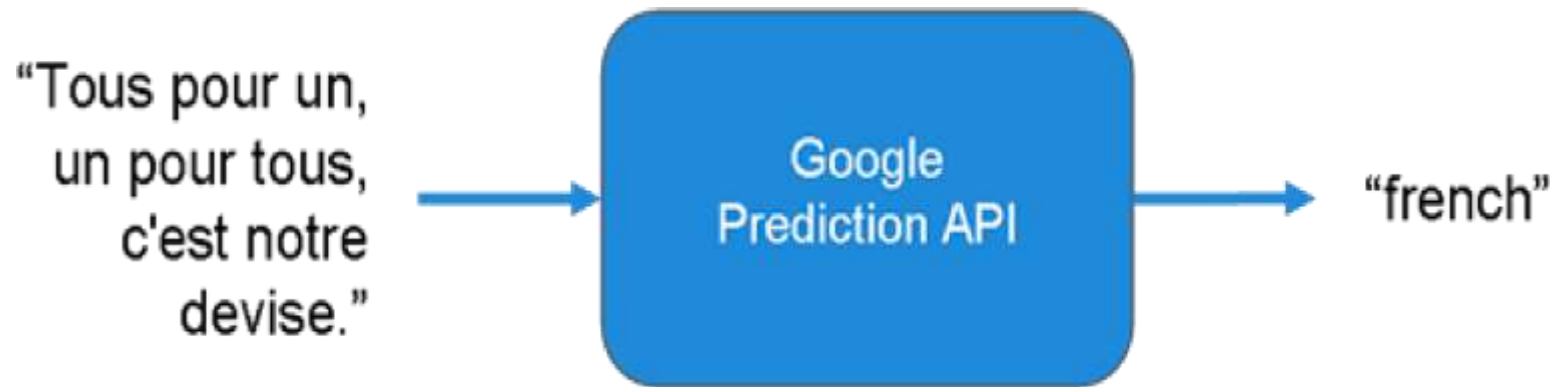 “Tous pour un,
un pour tous,
c'est notre
devise.”
Google
Prediction API
“french”